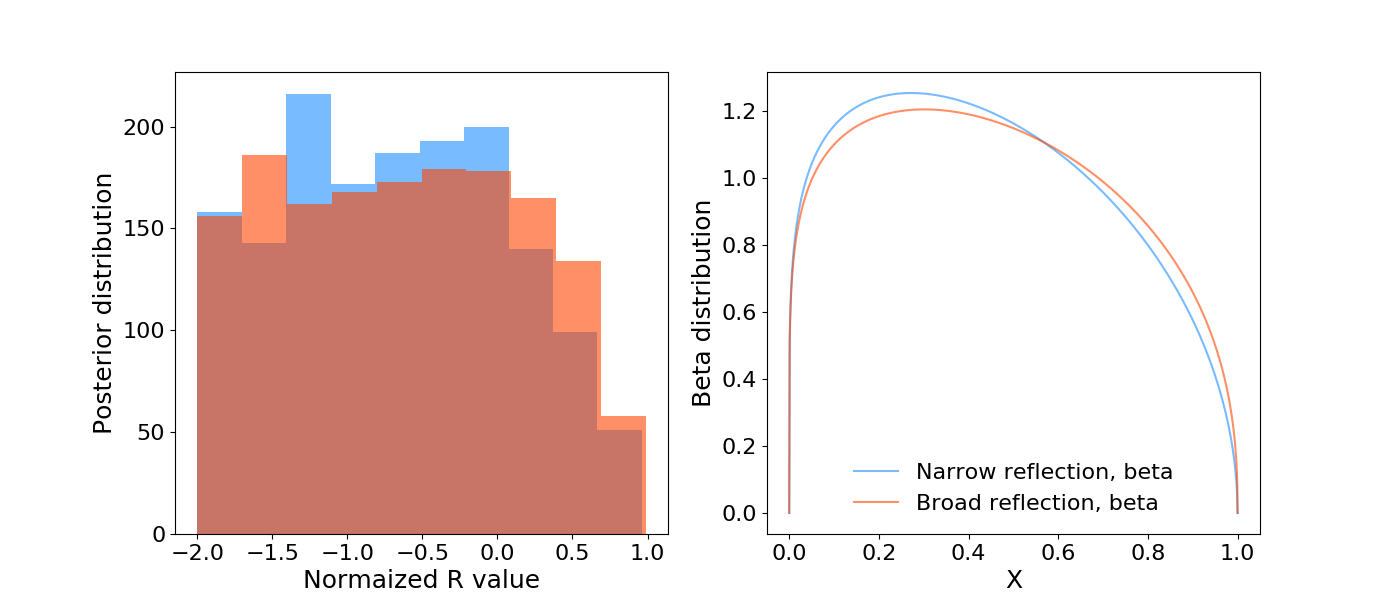 Posterior distribution
200
150
100
50
0
−2.0 −1.5 −1.0 −0.5 0.0 0.5 1.0
Normaized R value
Beta distribution
1.2
1.0
0.8
0.6
0.4
0.2
0.0
Narrow reflection, beta
Broad reflection, beta
0.0 0.2 0.4 0.6 0.8 1.0
X